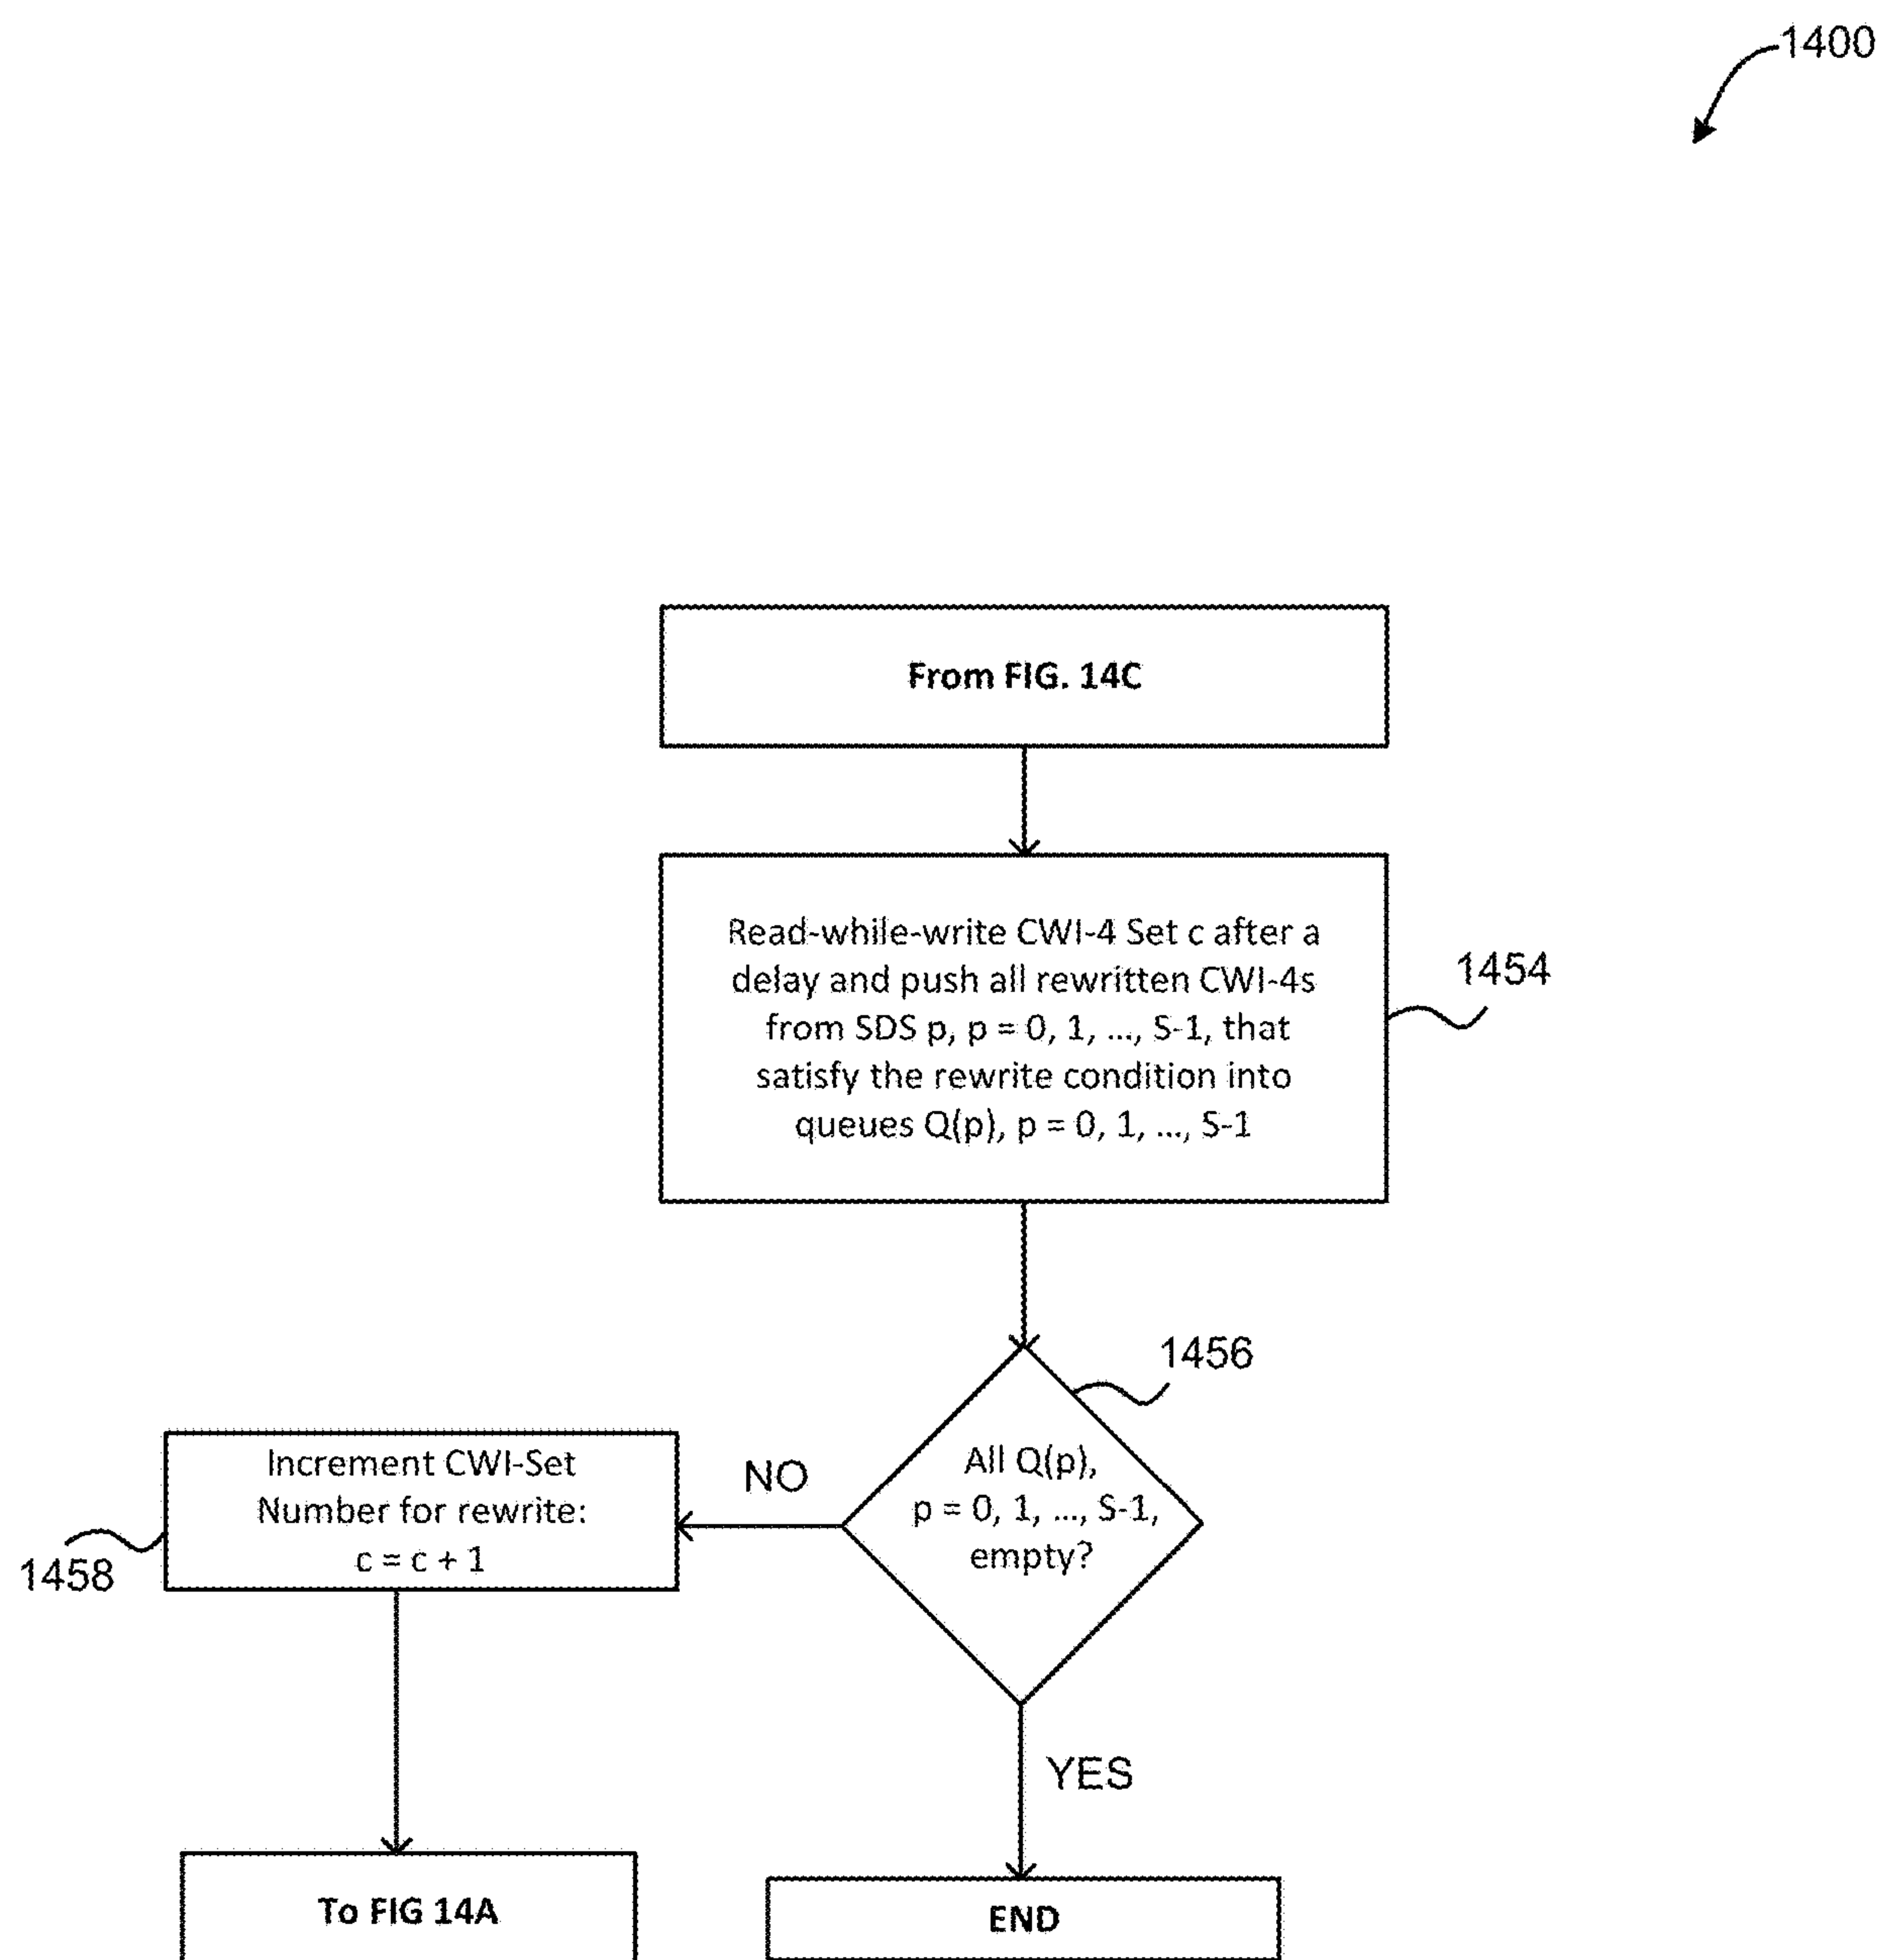 1400
From FIG. 14C
Read-while-write CWI-4 Set c after a
delay and push all rewritten CWI-4s
from SDS p, p = 0, 1, ..., S-1, that
satisfy the rewrite condition into
queues Q(p), p = 0, 1, ..., S-1
1454
1456
All Q(p),
p = 0, 1, ..., S-1,
empty?
NO
Increment CWI-Set
Number for rewrite:
c = c + 1
1458
YES
To FIG 14A
END